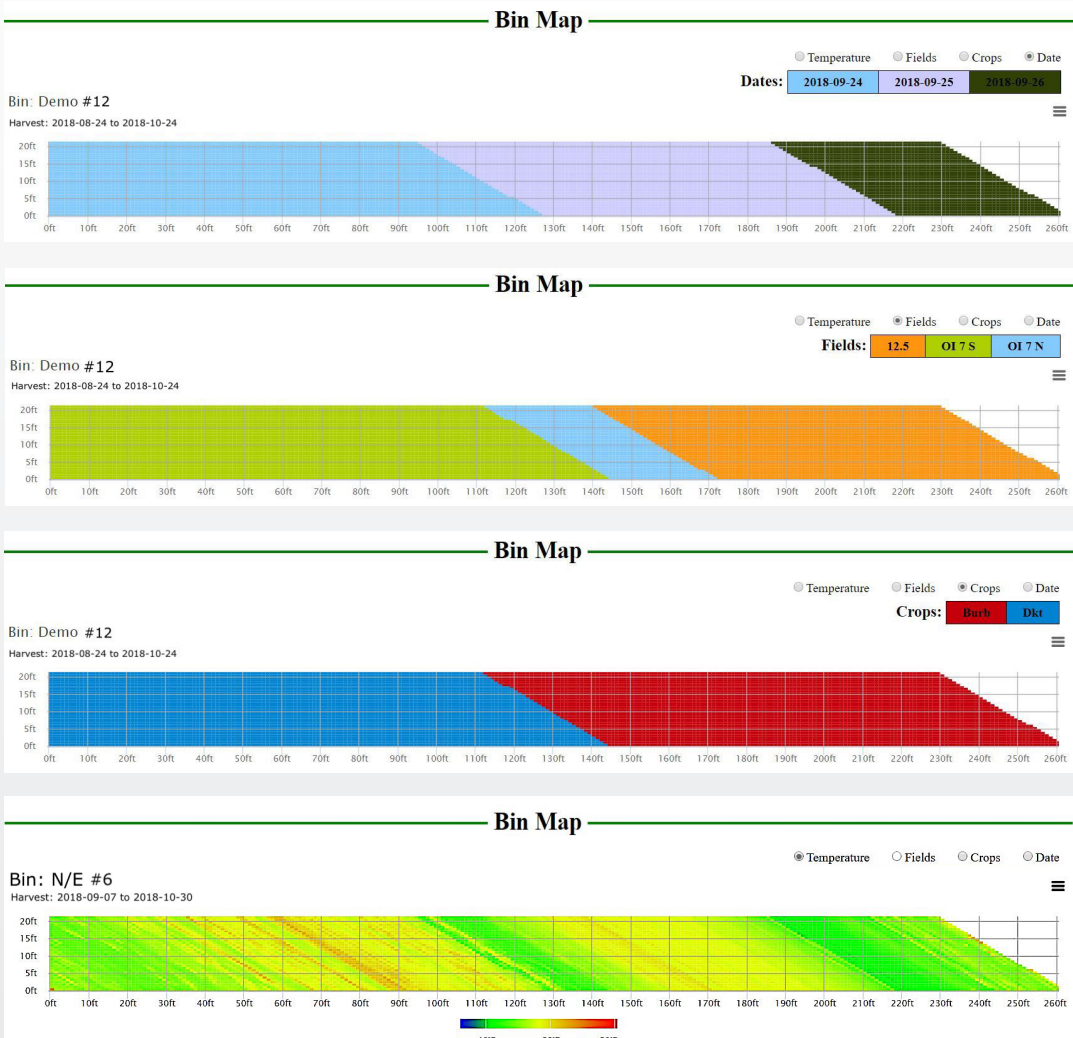 Bin Map
Temperature Fields Crops Date
Dates: 2018-09-24 2018-09-25 2018-09-26
Bin: Demo #12
Harvest: 2018-08-24 to 2018-10-24
20ft
15ft
10ft
5ft
0ft
0ft 10ft 20ft 30ft 40ft 50ft 60ft 70ft 80ft 90ft 100ft 110ft 120ft 130ft 140ft 150ft 160ft 170ft 180ft 190ft 200ft 210ft 220ft 230ft 240ft 250ft 260ft
Bin Map
Temperature Fields Crops Date
Fields: 12.5 OI 7 S OI 7 N
Bin: Demo #12
Harvest: 2018-08-24 to 2018-10-24
20ft
15ft
10ft
5ft
0ft
0ft 10ft 20ft 30ft 40ft 50ft 60ft 70ft 80ft 90ft 100ft 110ft 120ft 130ft 140ft 150ft 160ft 170ft 180ft 190ft 200ft 210ft 220ft 230ft 240ft 250ft 260ft
Bin Map
Temperature Fields Crops Date
Crops: Burb Dkt
Bin: Demo #12
Harvest: 2018-08-24 to 2018-10-24
20ft
15ft
10ft
5ft
0ft
0ft 10ft 20ft 30ft 40ft 50ft 60ft 70ft 80ft 90ft 100ft 110ft 120ft 130ft 140ft 150ft 160ft 170ft 180ft 190ft 200ft 210ft 220ft 230ft 240ft 250ft 260ft
Bin Map
Temperature Fields Crops Date
Bin: N/E #6
Harvest: 2018-09-07 to 2018-10-30
20ft
15ft
10ft
5ft
0ft
0ft 10ft 20ft 30ft 40ft 50ft 60ft 70ft 80ft 90ft 100ft 110ft 120ft 130ft 140ft 150ft 160ft 170ft 180ft 190ft 200ft 210ft 220ft 230ft 240ft 250ft 260ft